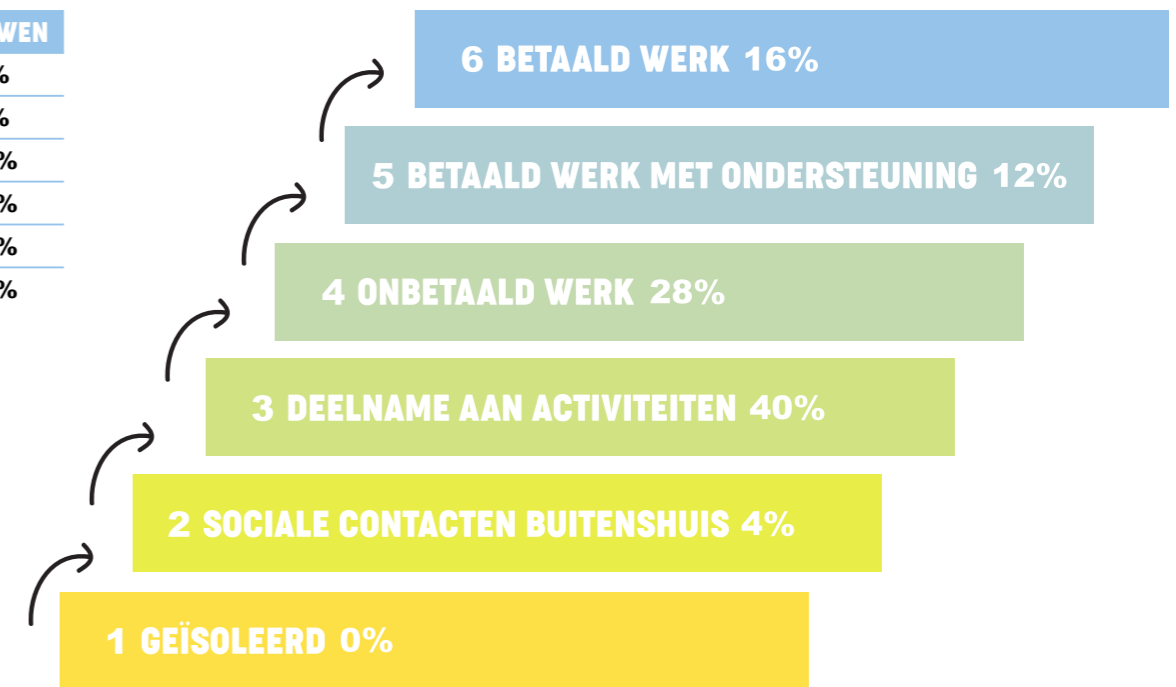 %
%
%
%
%
%
6 BETAALD WERK 16%
5 BETAALD WERK MET ONDERSTEUNING 12%
4 ONBETAALD WERK 28%
3 DEELNAME AAN ACTIVITEITEN 40%
2 SOCIALE CONTACTEN BUITENSHUIS 4%
1 GEÏSOLEERD 0%